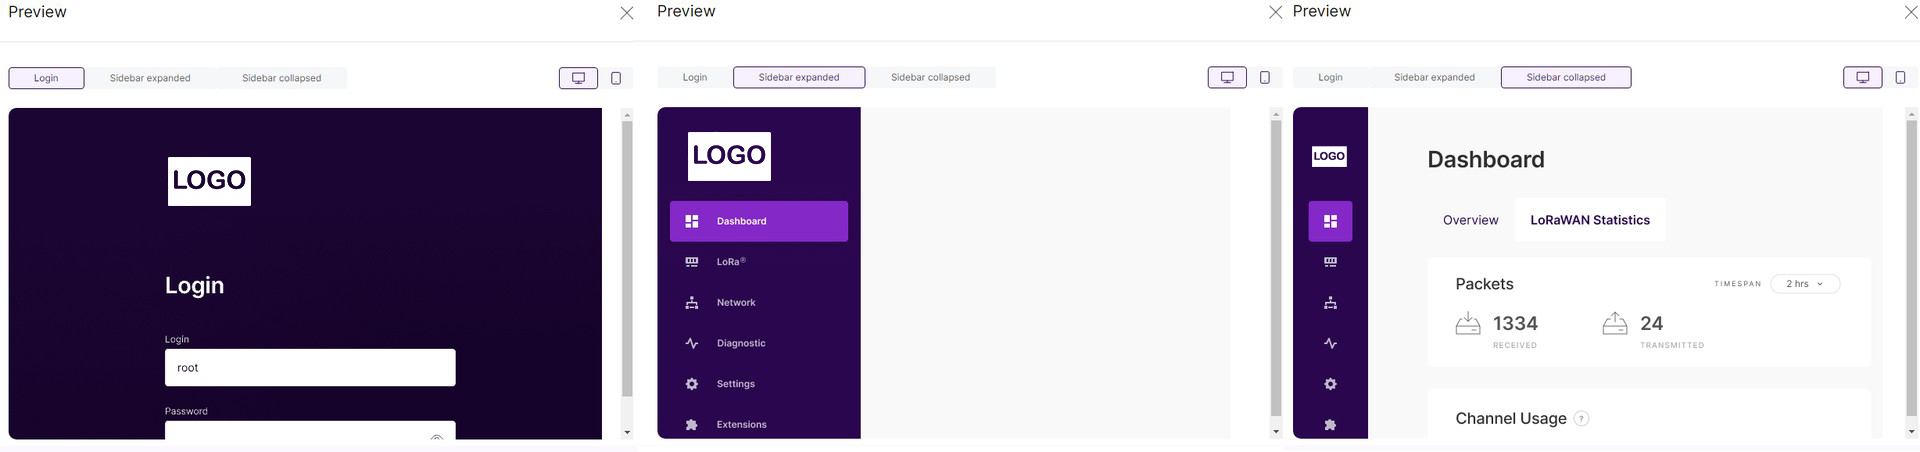 Preview
Login Sidebar expanded Sidebar collapsed
LOGO
Login
Login
root
Password
Preview
Login Sidebar expanded Sidebar collapsed
LOGO
Dashboard
LoRa®
Network
Diagnostic
Settings
Extensions
Preview
Login Sidebar expanded Sidebar collapsed
LOGO
Dashboard
Overview LoRaWAN Statistics
Packets TIMESPAN 2 hrs
1334 24
RECEIVED TRANSMITTED
Channel Usage ?